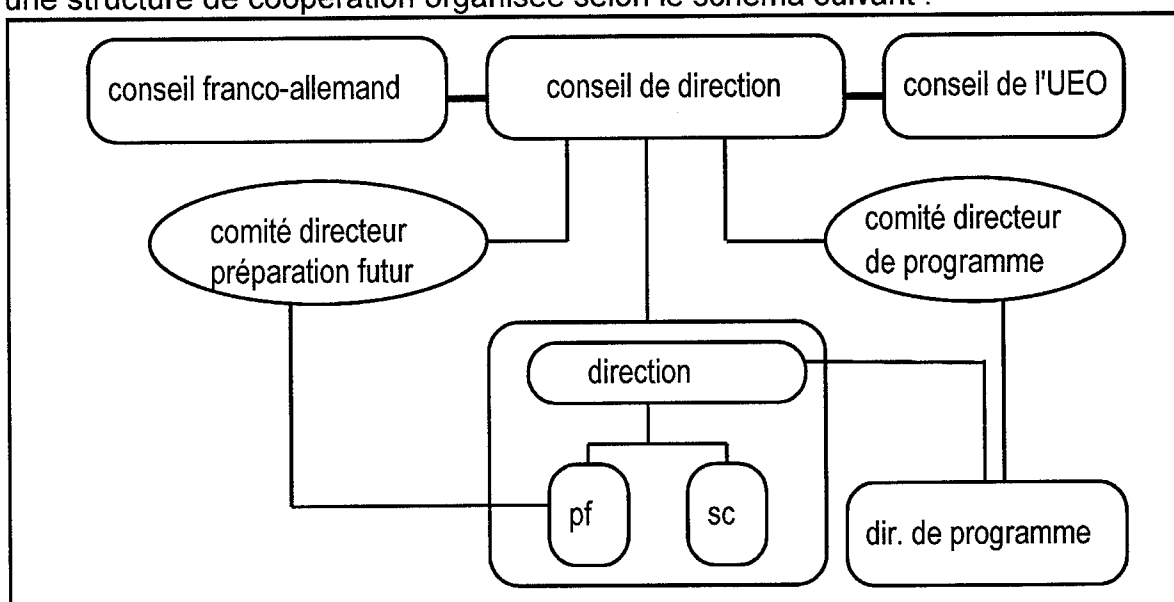 une structure de coopération organisée selon le schéma suivant :
conseil franco-allemand
conseil de direction
conseil de l'UEO
comité directeur
préparation futur
comité directeur
de programme
direction
pf
sc
dir. de programme